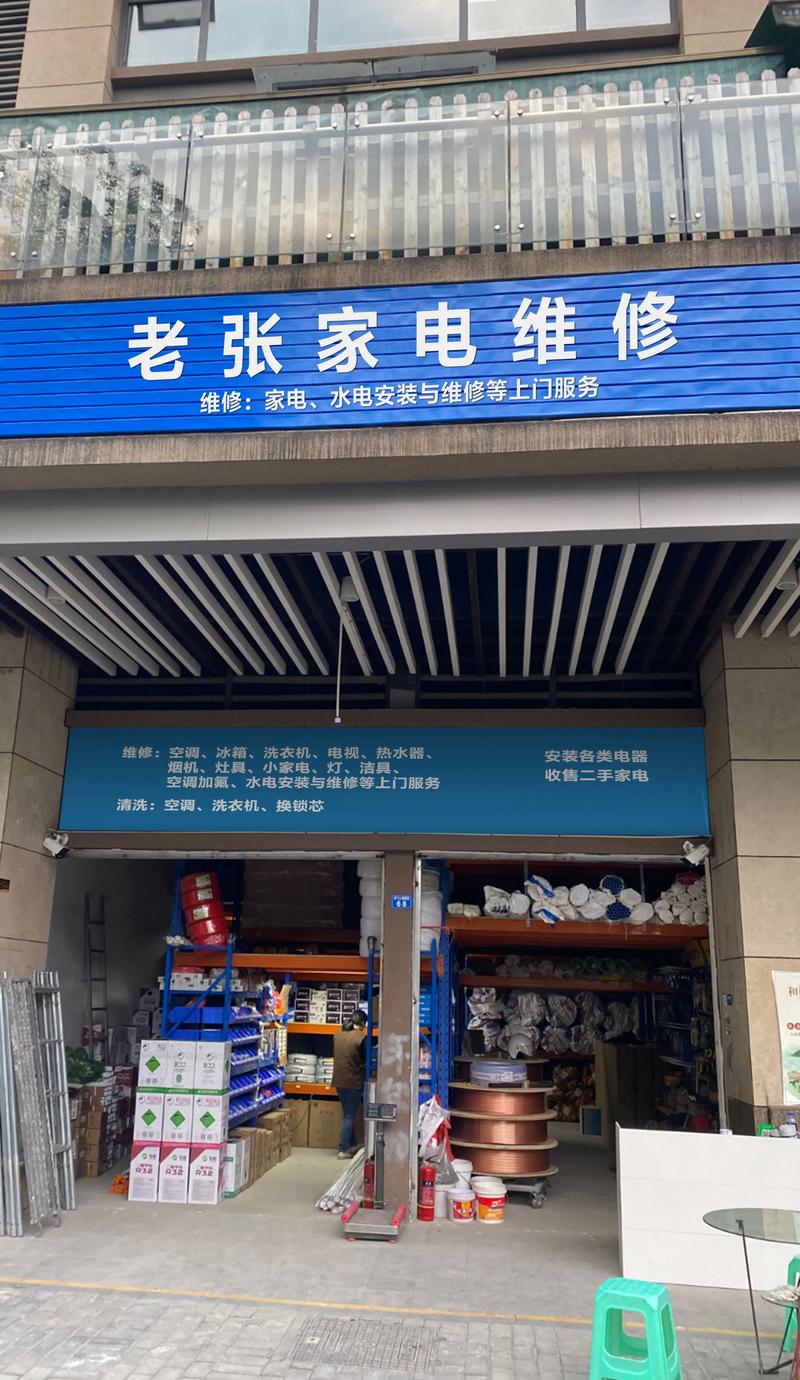 老张家电维修
维修：家电、水电安装与维修等上门服务
维修：空调、冰箱、洗衣机、电视、热水器、
烟机、灶具、小家电、灯、洁具、
空调加氟、水电安装与维修等上门服务
清洗：空调、洗衣机、换锁芯
安装各类电器
收售二手家电
68
R22
R32
R32